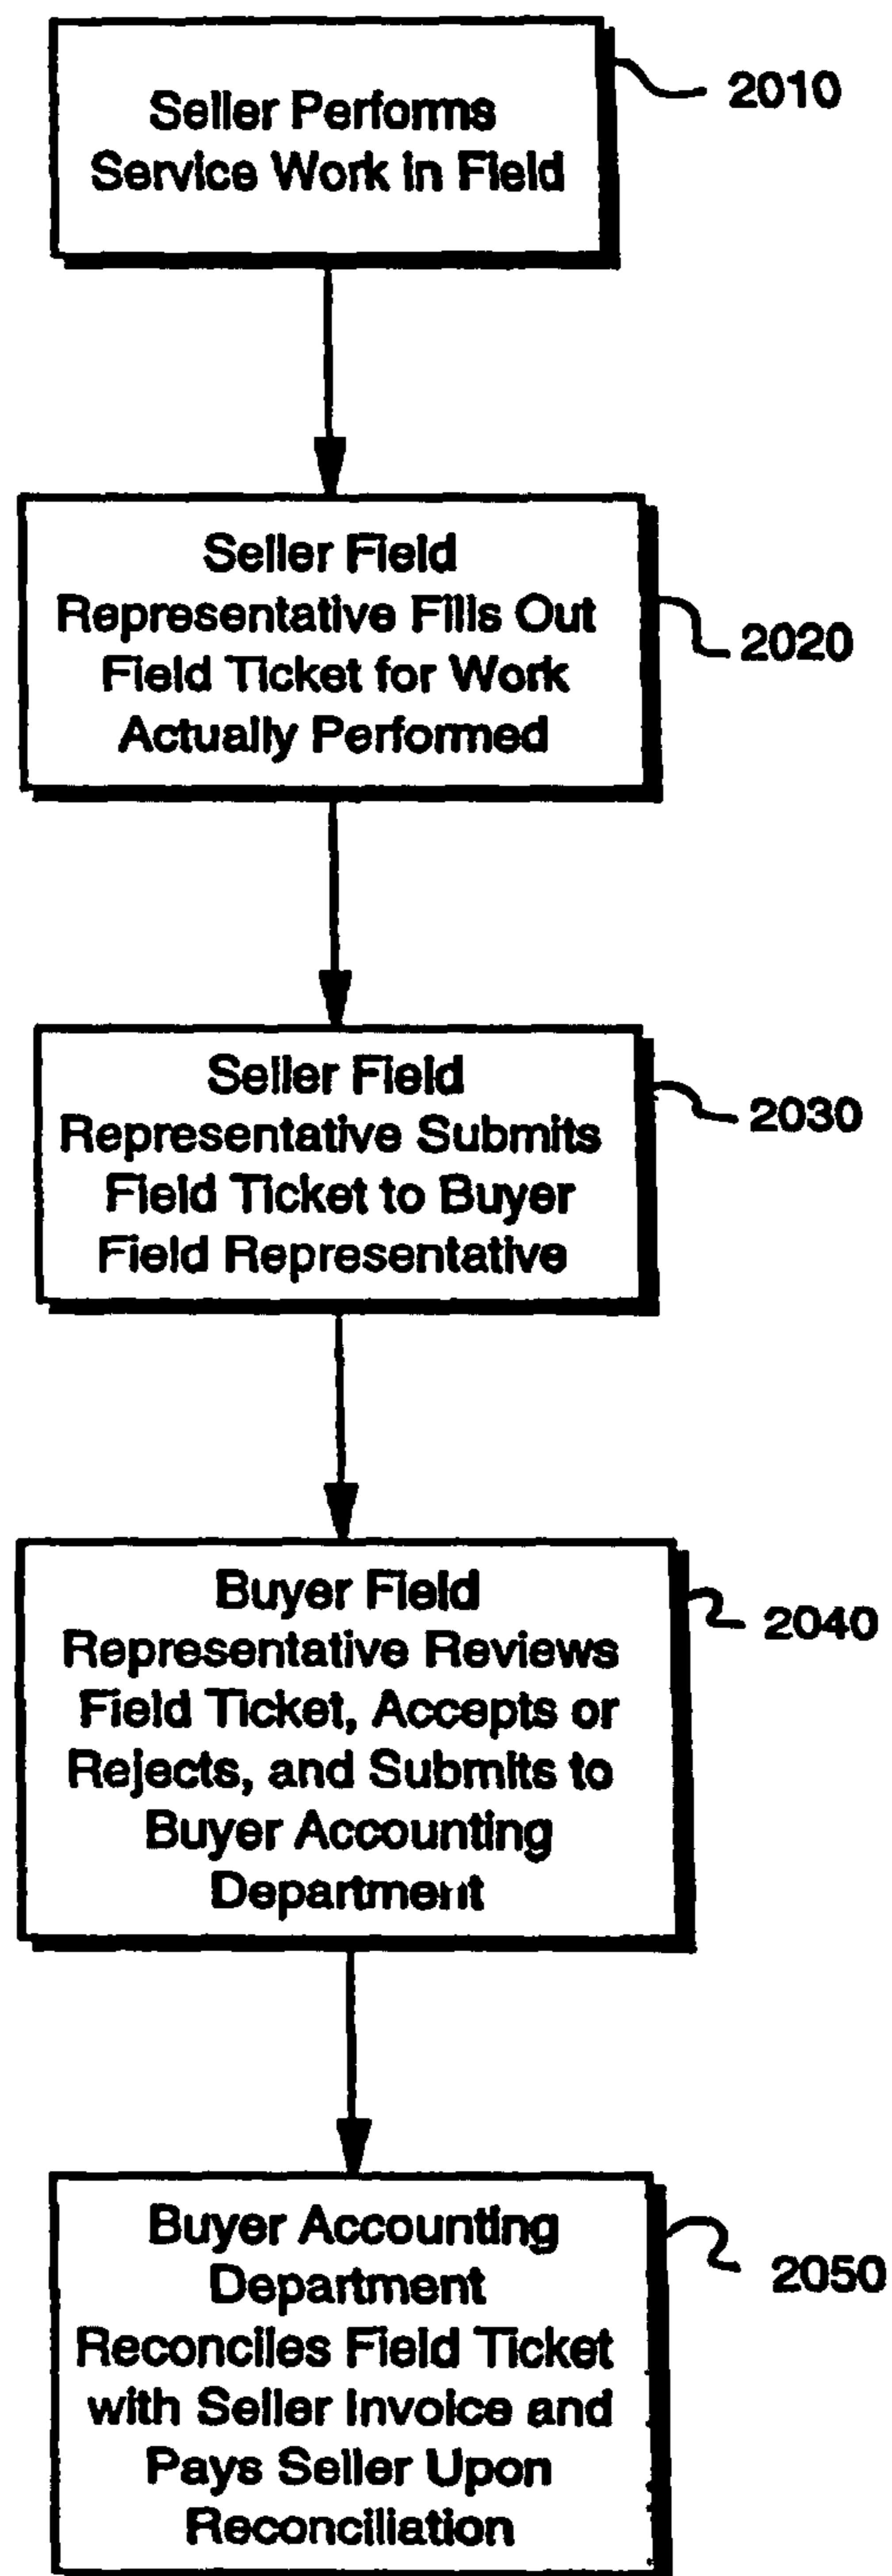 Seller Performs
Service Work in Field
2010
Seller Field
Representative Fills Out
Field Ticket for Work
Actually Performed
2020
Seller Field
Representative Submits
Field Ticket to Buyer
Field Representative
2030
Buyer Field
Representative Reviews
Field Ticket, Accepts or
Rejects, and Submits to
Buyer Accounting
Department
2040
Buyer Accounting
Department
Reconciles Field Ticket
with Seller Invoice and
Pays Seller Upon
Reconciliation
2050